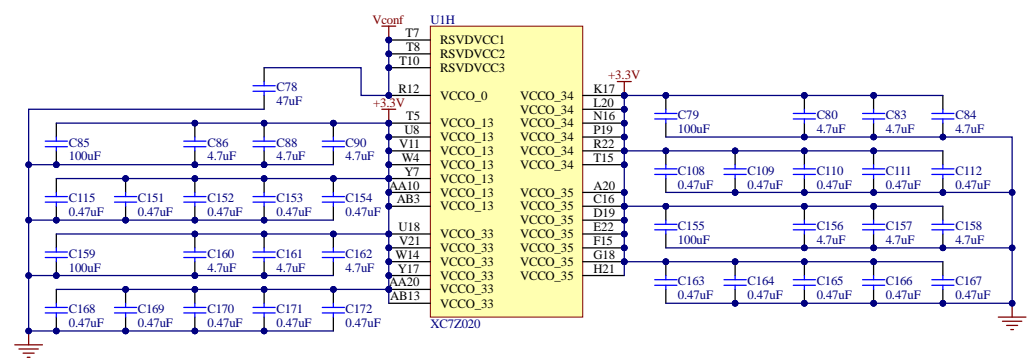 Vconf U1H
T7 RSVDVCC1
T8 RSVDVCC2
T10 RSVDVCC3
+3.3V
C78
47uF
R12 VCCO_0 VCCO_34 K17
+3.3V
VCCO_34 L20
T5 VCCO_13 VCCO_34 N16
U8 VCCO_13 VCCO_34 P19
V11 VCCO_13 VCCO_34 R22
W4 VCCO_13 VCCO_34 T15
Y7 VCCO_13
AA10 VCCO_13 VCCO_35 A20
AB3 VCCO_13 VCCO_35 C16
VCCO_35 D19
U18 VCCO_33 VCCO_35 E22
V21 VCCO_33 VCCO_35 F15
W14 VCCO_33 VCCO_35 G18
Y17 VCCO_33 VCCO_35 H21
AA20 VCCO_33
AB13 VCCO_33
XC7Z020
C85 C86 C88 C90
100uF 4.7uF 4.7uF 4.7uF
C115 C151 C152 C153 C154
0.47uF 0.47uF 0.47uF 0.47uF 0.47uF
C159 C160 C161 C162
100uF 4.7uF 4.7uF 4.7uF
C168 C169 C170 C171 C172
0.47uF 0.47uF 0.47uF 0.47uF 0.47uF
C79 C80 C83 C84
100uF 4.7uF 4.7uF 4.7uF
C108 C109 C110 C111 C112
0.47uF 0.47uF 0.47uF 0.47uF 0.47uF
C155 C156 C157 C158
100uF 4.7uF 4.7uF 4.7uF
C163 C164 C165 C166 C167
0.47uF 0.47uF 0.47uF 0.47uF 0.47uF